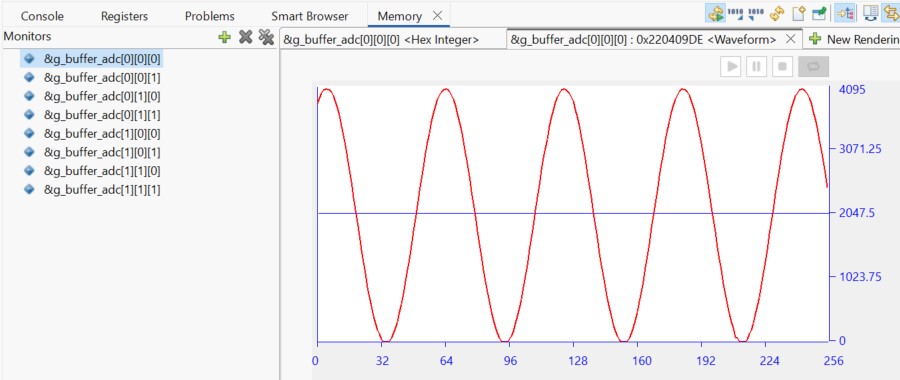 Console Registers Problems Smart Browser Memory
Monitors
&g_buffer_adc[0][0][0] <Hex Integer>
&g_buffer_adc[0][0][0] : 0x220409DE <Waveform>
New Rendering
&g_buffer_adc[0][0][0]
&g_buffer_adc[0][0][1]
&g_buffer_adc[0][1][0]
&g_buffer_adc[0][1][1]
&g_buffer_adc[1][0][0]
&g_buffer_adc[1][0][1]
&g_buffer_adc[1][1][0]
&g_buffer_adc[1][1][1]
4095
3071.25
2047.5
1023.75
0
0 32 64 96 128 160 192 224 256